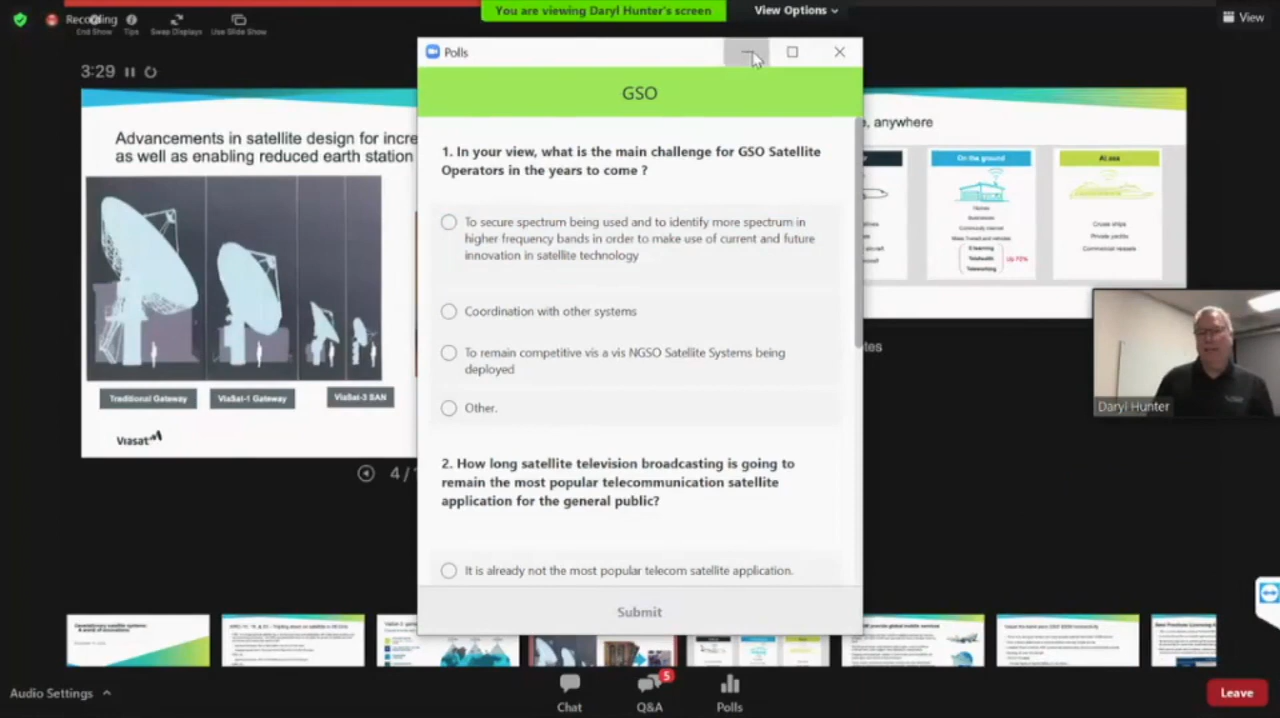 You are viewing Daryl Hunter's screen
View Options
Recording
View
End Show
Tips
Swap Displays
Use Slide Show
3:29
Polls
GSO
1. In your view, what is the main challenge for GSO Satellite
Operators in the years to come ?
To secure spectrum being used and to identify more spectrum in
higher frequency bands in order to make use of current and future
innovation in satellite technology
Coordination with other systems
To remain competitive vis a vis NGSO Satellite Systems being
deployed
Other.
2. How long satellite television broadcasting is going to
remain the most popular telecommunication satellite
application for the general public?
It is already not the most popular telecom satellite application.
Submit
Advancements in satellite design for incre
as well as enabling reduced earth station
Traditional Gateway
ViaSat-1 Gateway
ViaSat-3 SAN
Viasat
4 /
, anywhere
On the ground
Homes
Businesses
Community internet
E-learning
Telehealth
Teleworking
At sea
Cruise ships
Private yachts
Commercial vessels
Daryl Hunter
Audio Settings
Chat
5
Q&A
Polls
Leave